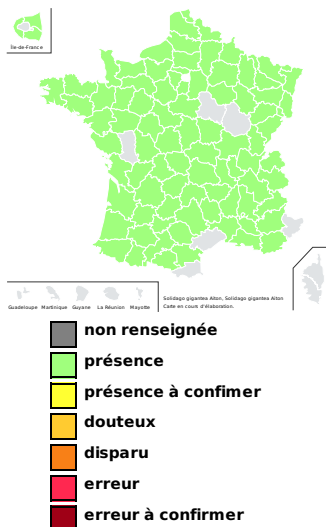 Île-de-France
Guadeloupe Martinique Guyane La Réunion Mayotte
Solidago gigantea Aiton, Solidago gigantea Aiton
Carte en cours d'élaboration.
non renseignée
présence
présence à confimer
douteux
disparu
erreur
erreur à confirmer